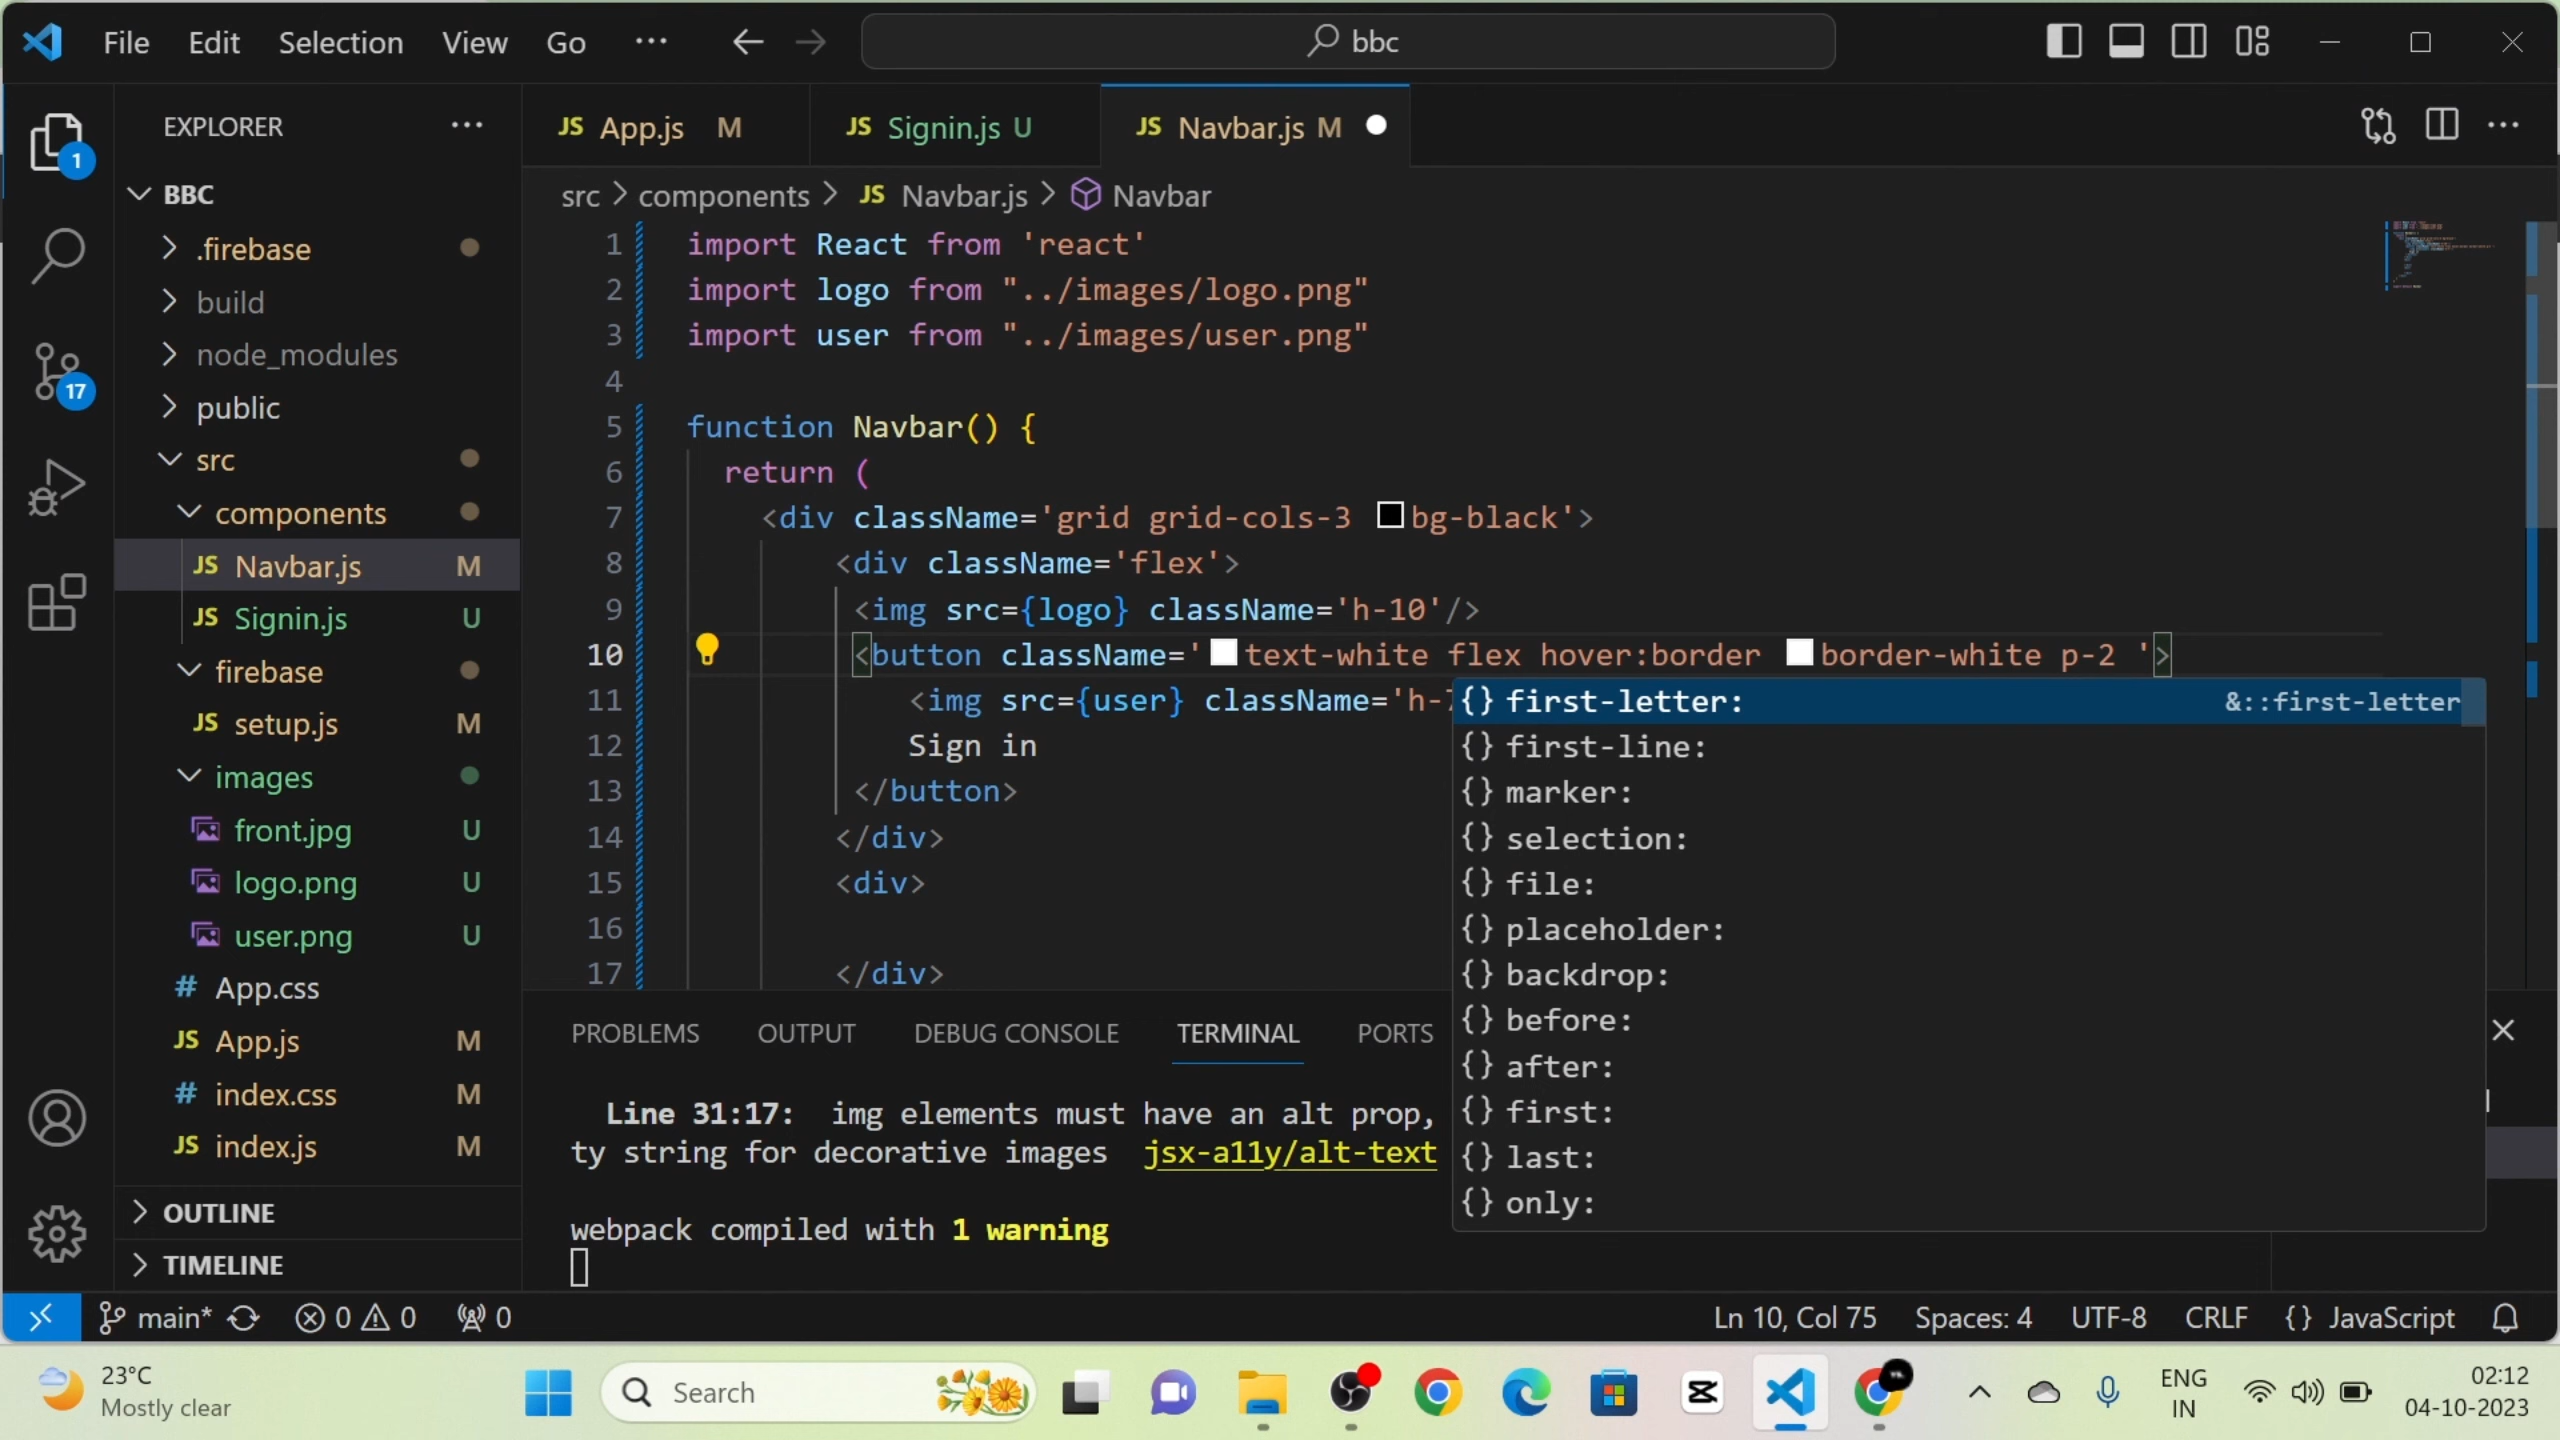 File Edit Selection View Go ··· bbc
EXPLORER ···
1
17
BBC
.firebase
build
node_modules
public
src
components
JS Navbar.js M
JS Signin.js U
firebase
JS setup.js M
images
front.jpg U
logo.png U
user.png U
# App.css
JS App.js M
# index.css M
JS index.js M
OUTLINE
TIMELINE
JS App.js M JS Signin.js U JS Navbar.js M
src > components > JS Navbar.js > Navbar
1 import React from 'react'
2 import logo from "../images/logo.png"
3 import user from "../images/user.png"
4
5 function Navbar() {
6 return (
7 <div className='grid grid-cols-3 bg-black'>
8 <div className='flex'>
9 <img src={logo} className='h-10'/>
10 <button className='text-white flex hover:border border-white p-2 '>
11 <img src={user} className='h-7
12 Sign in
13 </button>
14 </div>
15 <div>
16
17 </div>
{} first-letter: &::first-letter
{} first-line:
{} marker:
{} selection:
{} file:
{} placeholder:
{} backdrop:
{} before:
{} after:
{} first:
{} last:
{} only:
PROBLEMS OUTPUT DEBUG CONSOLE TERMINAL PORTS
Line 31:17: img elements must have an alt prop,
ty string for decorative images jsx-a11y/alt-text
webpack compiled with 1 warning
main* 0 0 0 Ln 10, Col 75 Spaces: 4 UTF-8 CRLF {} JavaScript
23°C
Mostly clear
Search
ENG
IN
02:12
04-10-2023